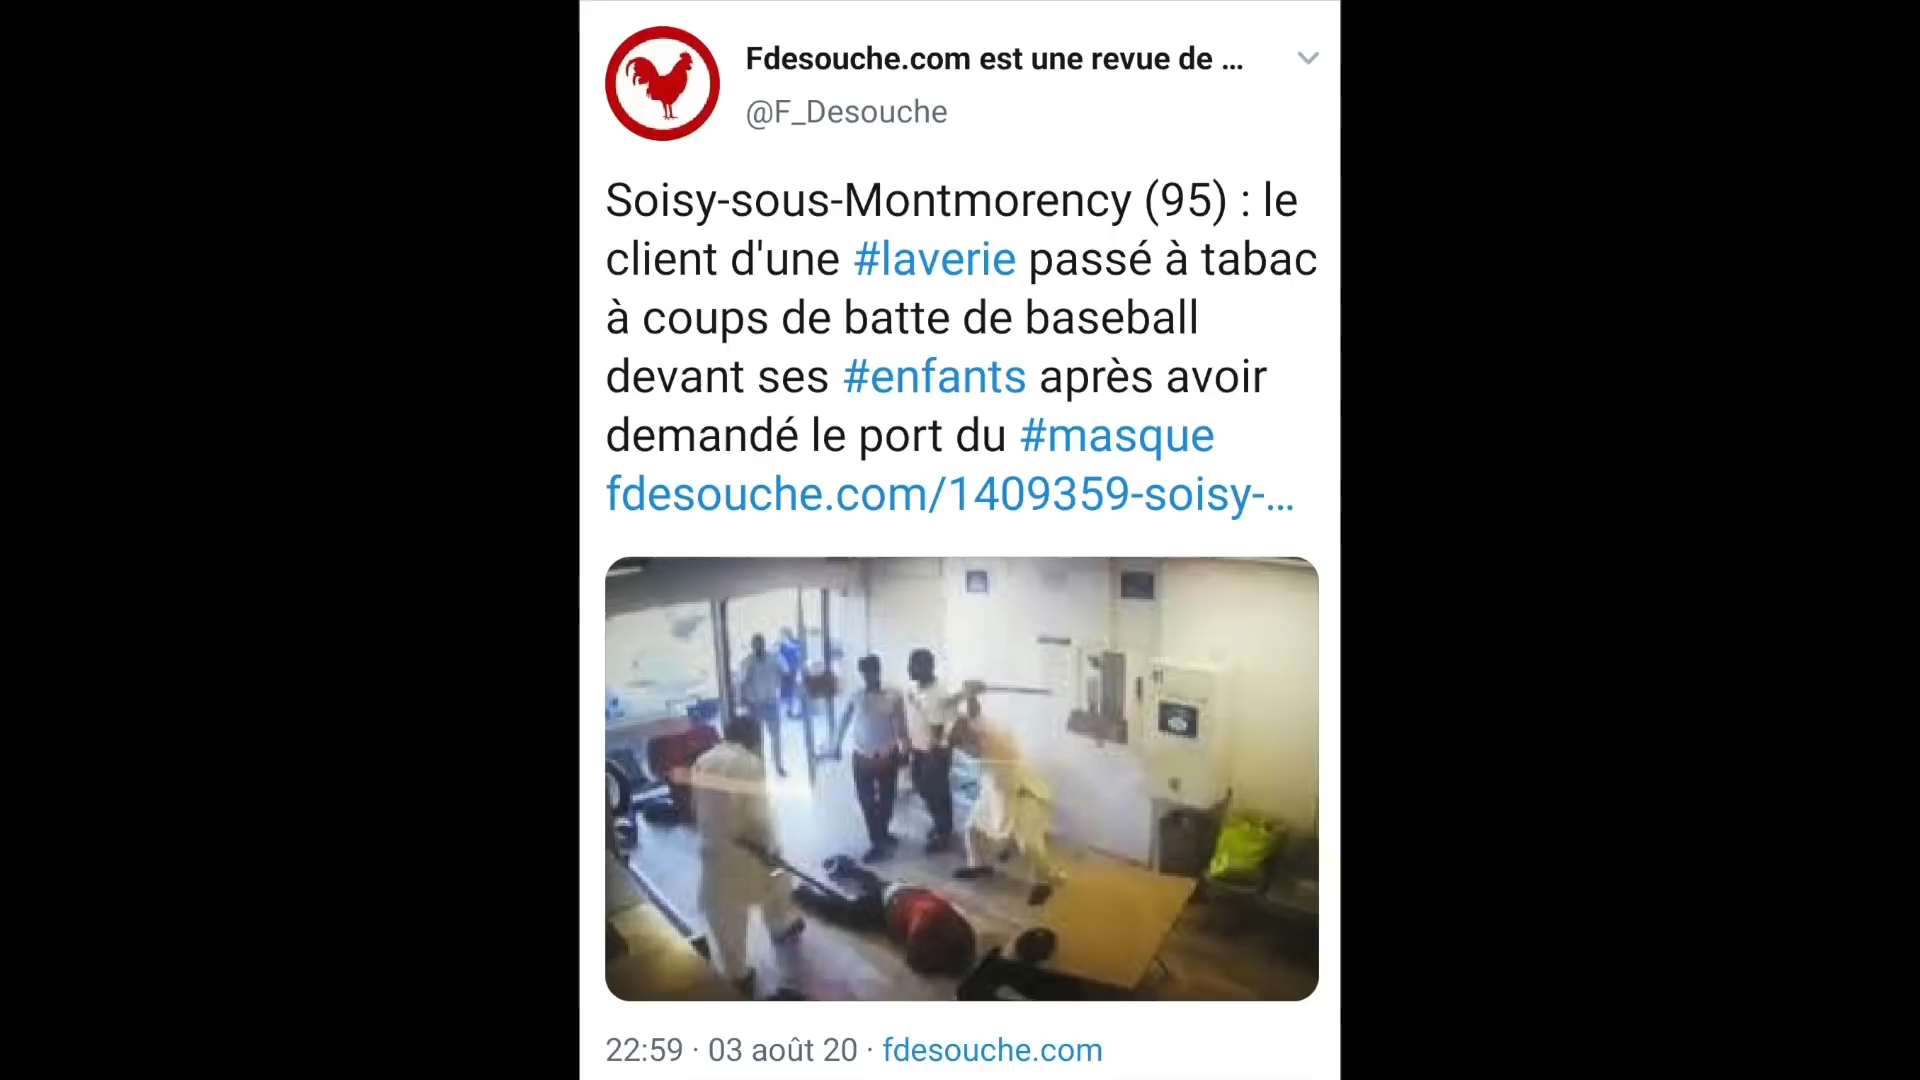 Fdesouche.com est une revue de ...
@F_Desouche
Soisy-sous-Montmorency (95) : le
client d'une #laverie passé à tabac
à coups de batte de baseball
devant ses #enfants après avoir
demandé le port du #masque
fdesouche.com/1409359-soisy-...
22:59 · 03 août 20 · fdesouche.com